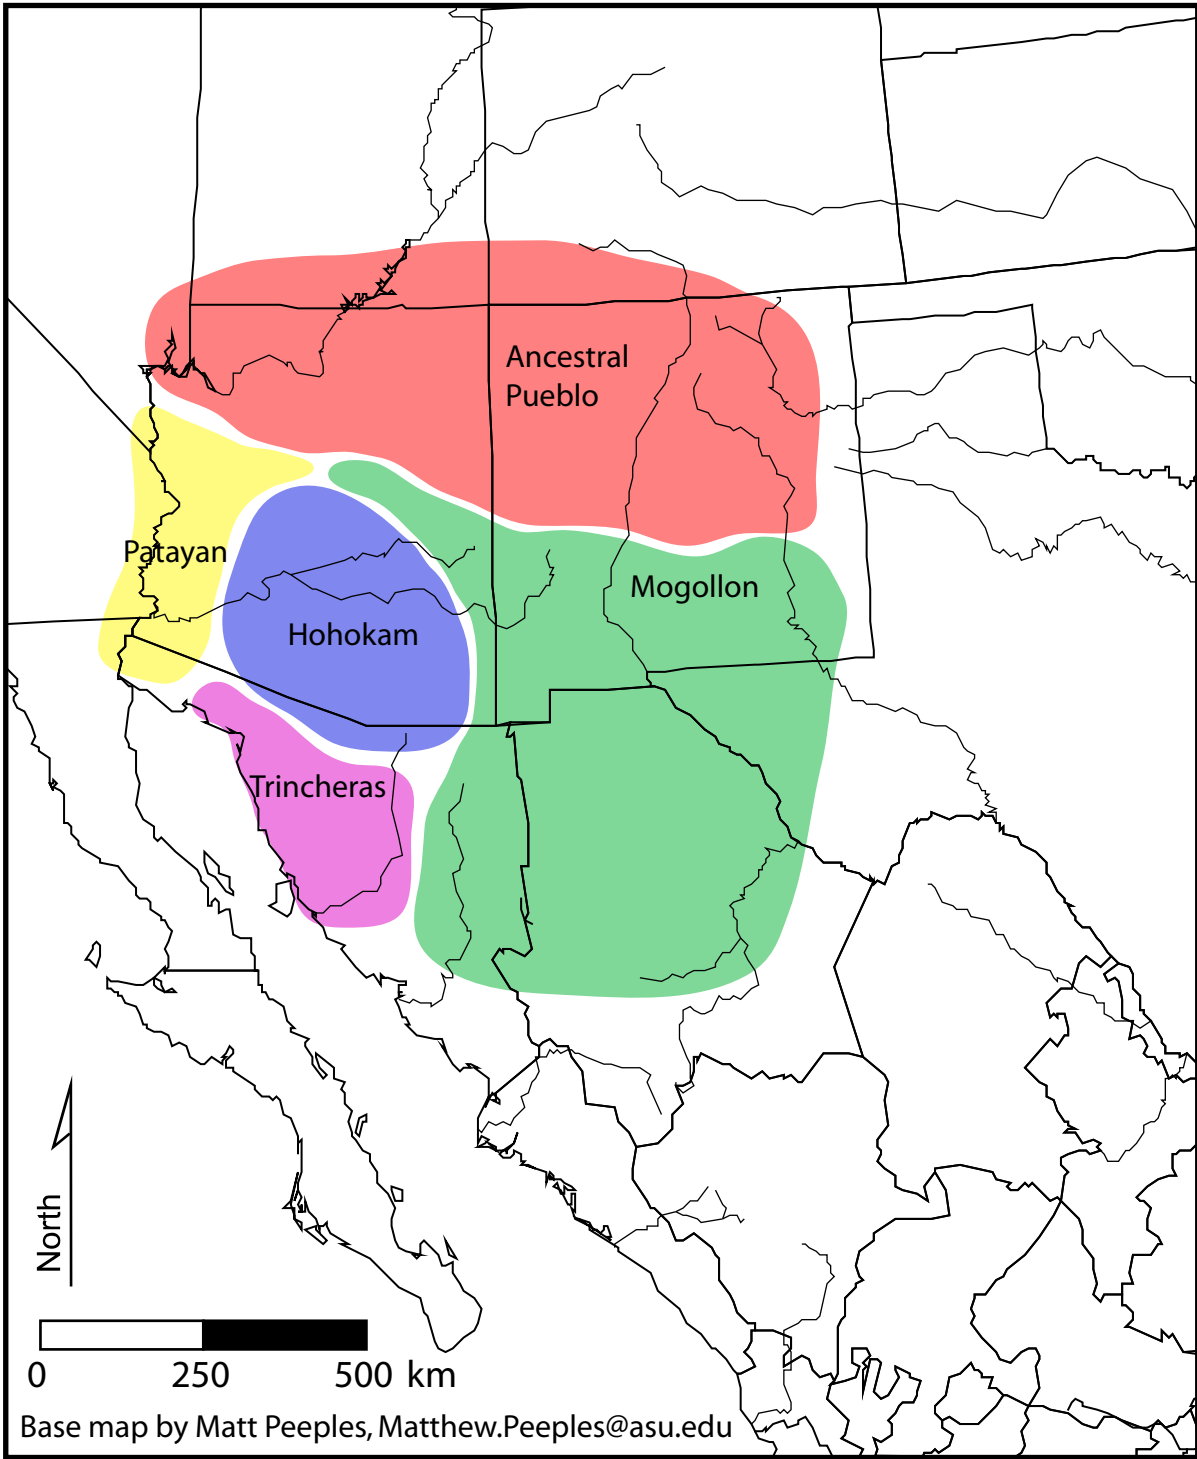 Ancestral
Pueblo
Patayan
Mogollon
Hohokam
Trincheras
North
0 250 500 km
Base map by Matt Peeples, Matthew.Peeples@asu.edu